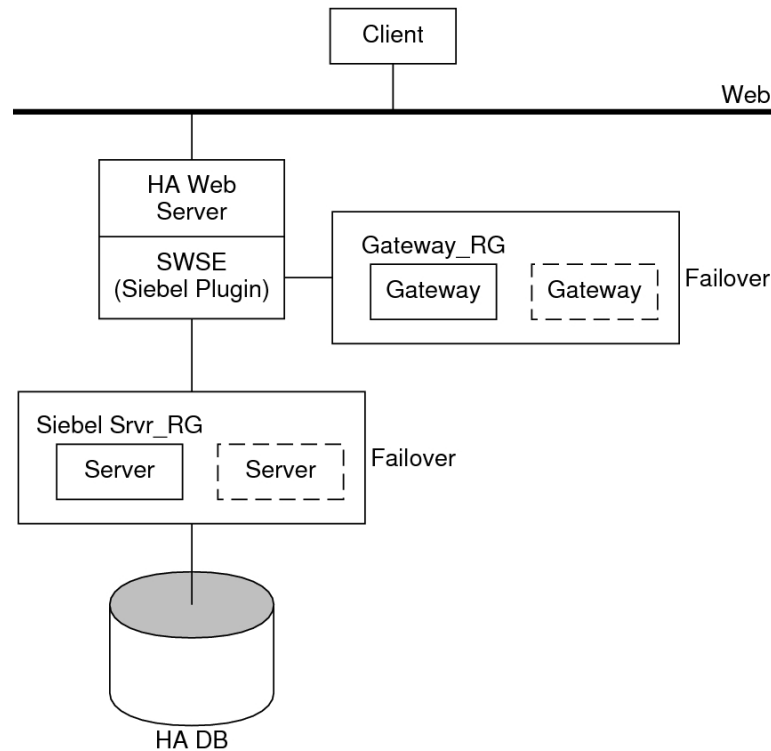 Client
Web
HA Web
Server
SWSE
(Siebel Plugin)
Gateway_RG
Gateway
Gateway
Failover
Siebel Srvr_RG
Server
Server
Failover
HA DB